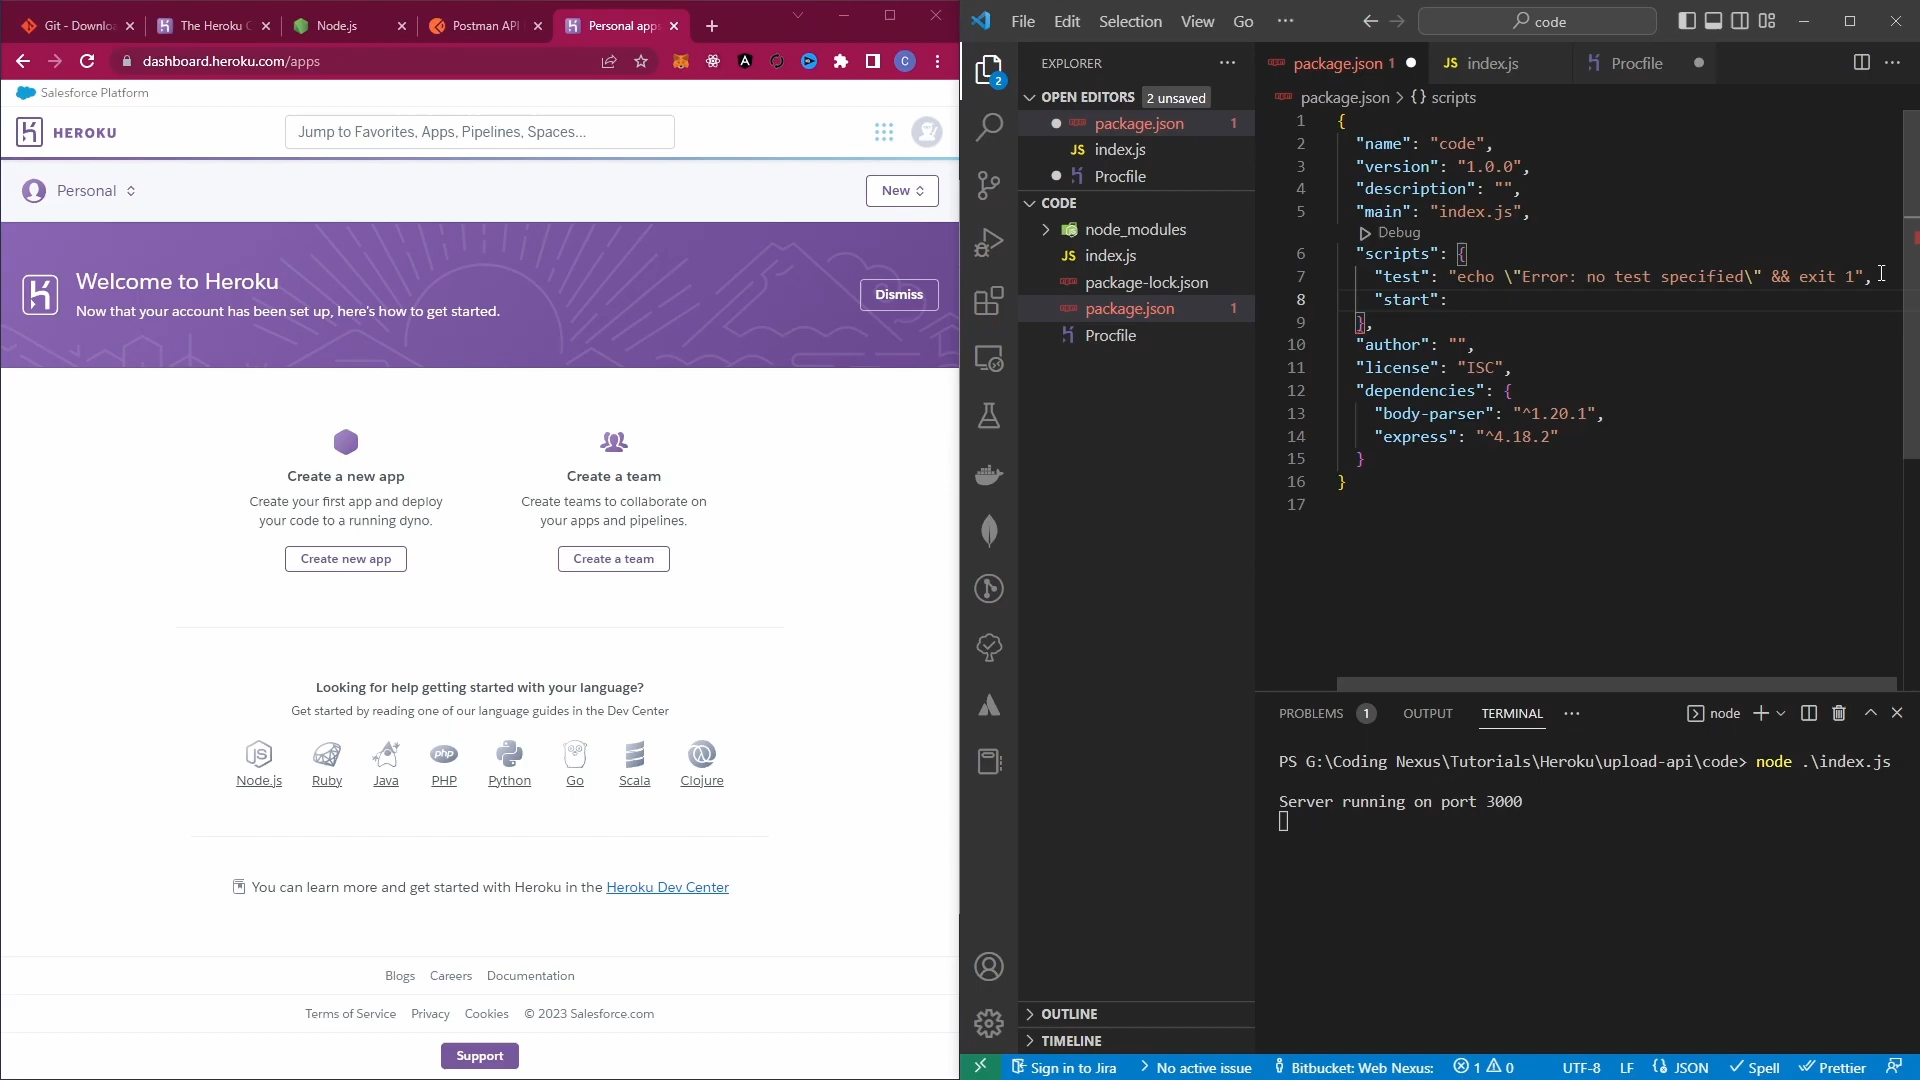 Git - Downloa
The Heroku C
Node.js
Postman API
Personal apps
dashboard.heroku.com/apps
C
Salesforce Platform
HEROKU
Jump to Favorites, Apps, Pipelines, Spaces...
Personal
New
Welcome to Heroku
Now that your account has been set up, here's how to get started.
Dismiss
Create a new app
Create your first app and deploy
your code to a running dyno.
Create new app
Create a team
Create teams to collaborate on
your apps and pipelines.
Create a team
Looking for help getting started with your language?
Get started by reading one of our language guides in the Dev Center
Node.js
Ruby
Java
PHP
Python
Go
Scala
Clojure
You can learn more and get started with Heroku in the Heroku Dev Center
Blogs Careers Documentation
Terms of Service Privacy Cookies © 2023 Salesforce.com
Support
File Edit Selection View Go ···
code
EXPLORER
OPEN EDITORS 2 unsaved
package.json 1
JS index.js
Procfile
CODE
node_modules
JS index.js
package-lock.json
package.json 1
Procfile
OUTLINE
TIMELINE
2
package.json 1
JS index.js
Procfile
package.json > {} scripts
1 {
2 "name": "code",
3 "version": "1.0.0",
4 "description": "",
5 "main": "index.js",
Debug
6 "scripts": {
7 "test": "echo \"Error: no test specified\" && exit 1",
8 "start":
9 },
10 "author": "",
11 "license": "ISC",
12 "dependencies": {
13 "body-parser": "^1.20.1",
14 "express": "^4.18.2"
15 }
16 }
17
PROBLEMS 1 OUTPUT TERMINAL ··· node
PS G:\Coding Nexus\Tutorials\Heroku\upload-api\code> node .\index.js
Server running on port 3000
Sign in to Jira
No active issue
Bitbucket: Web Nexus:
1 0
UTF-8
LF
{} JSON
Spell
Prettier